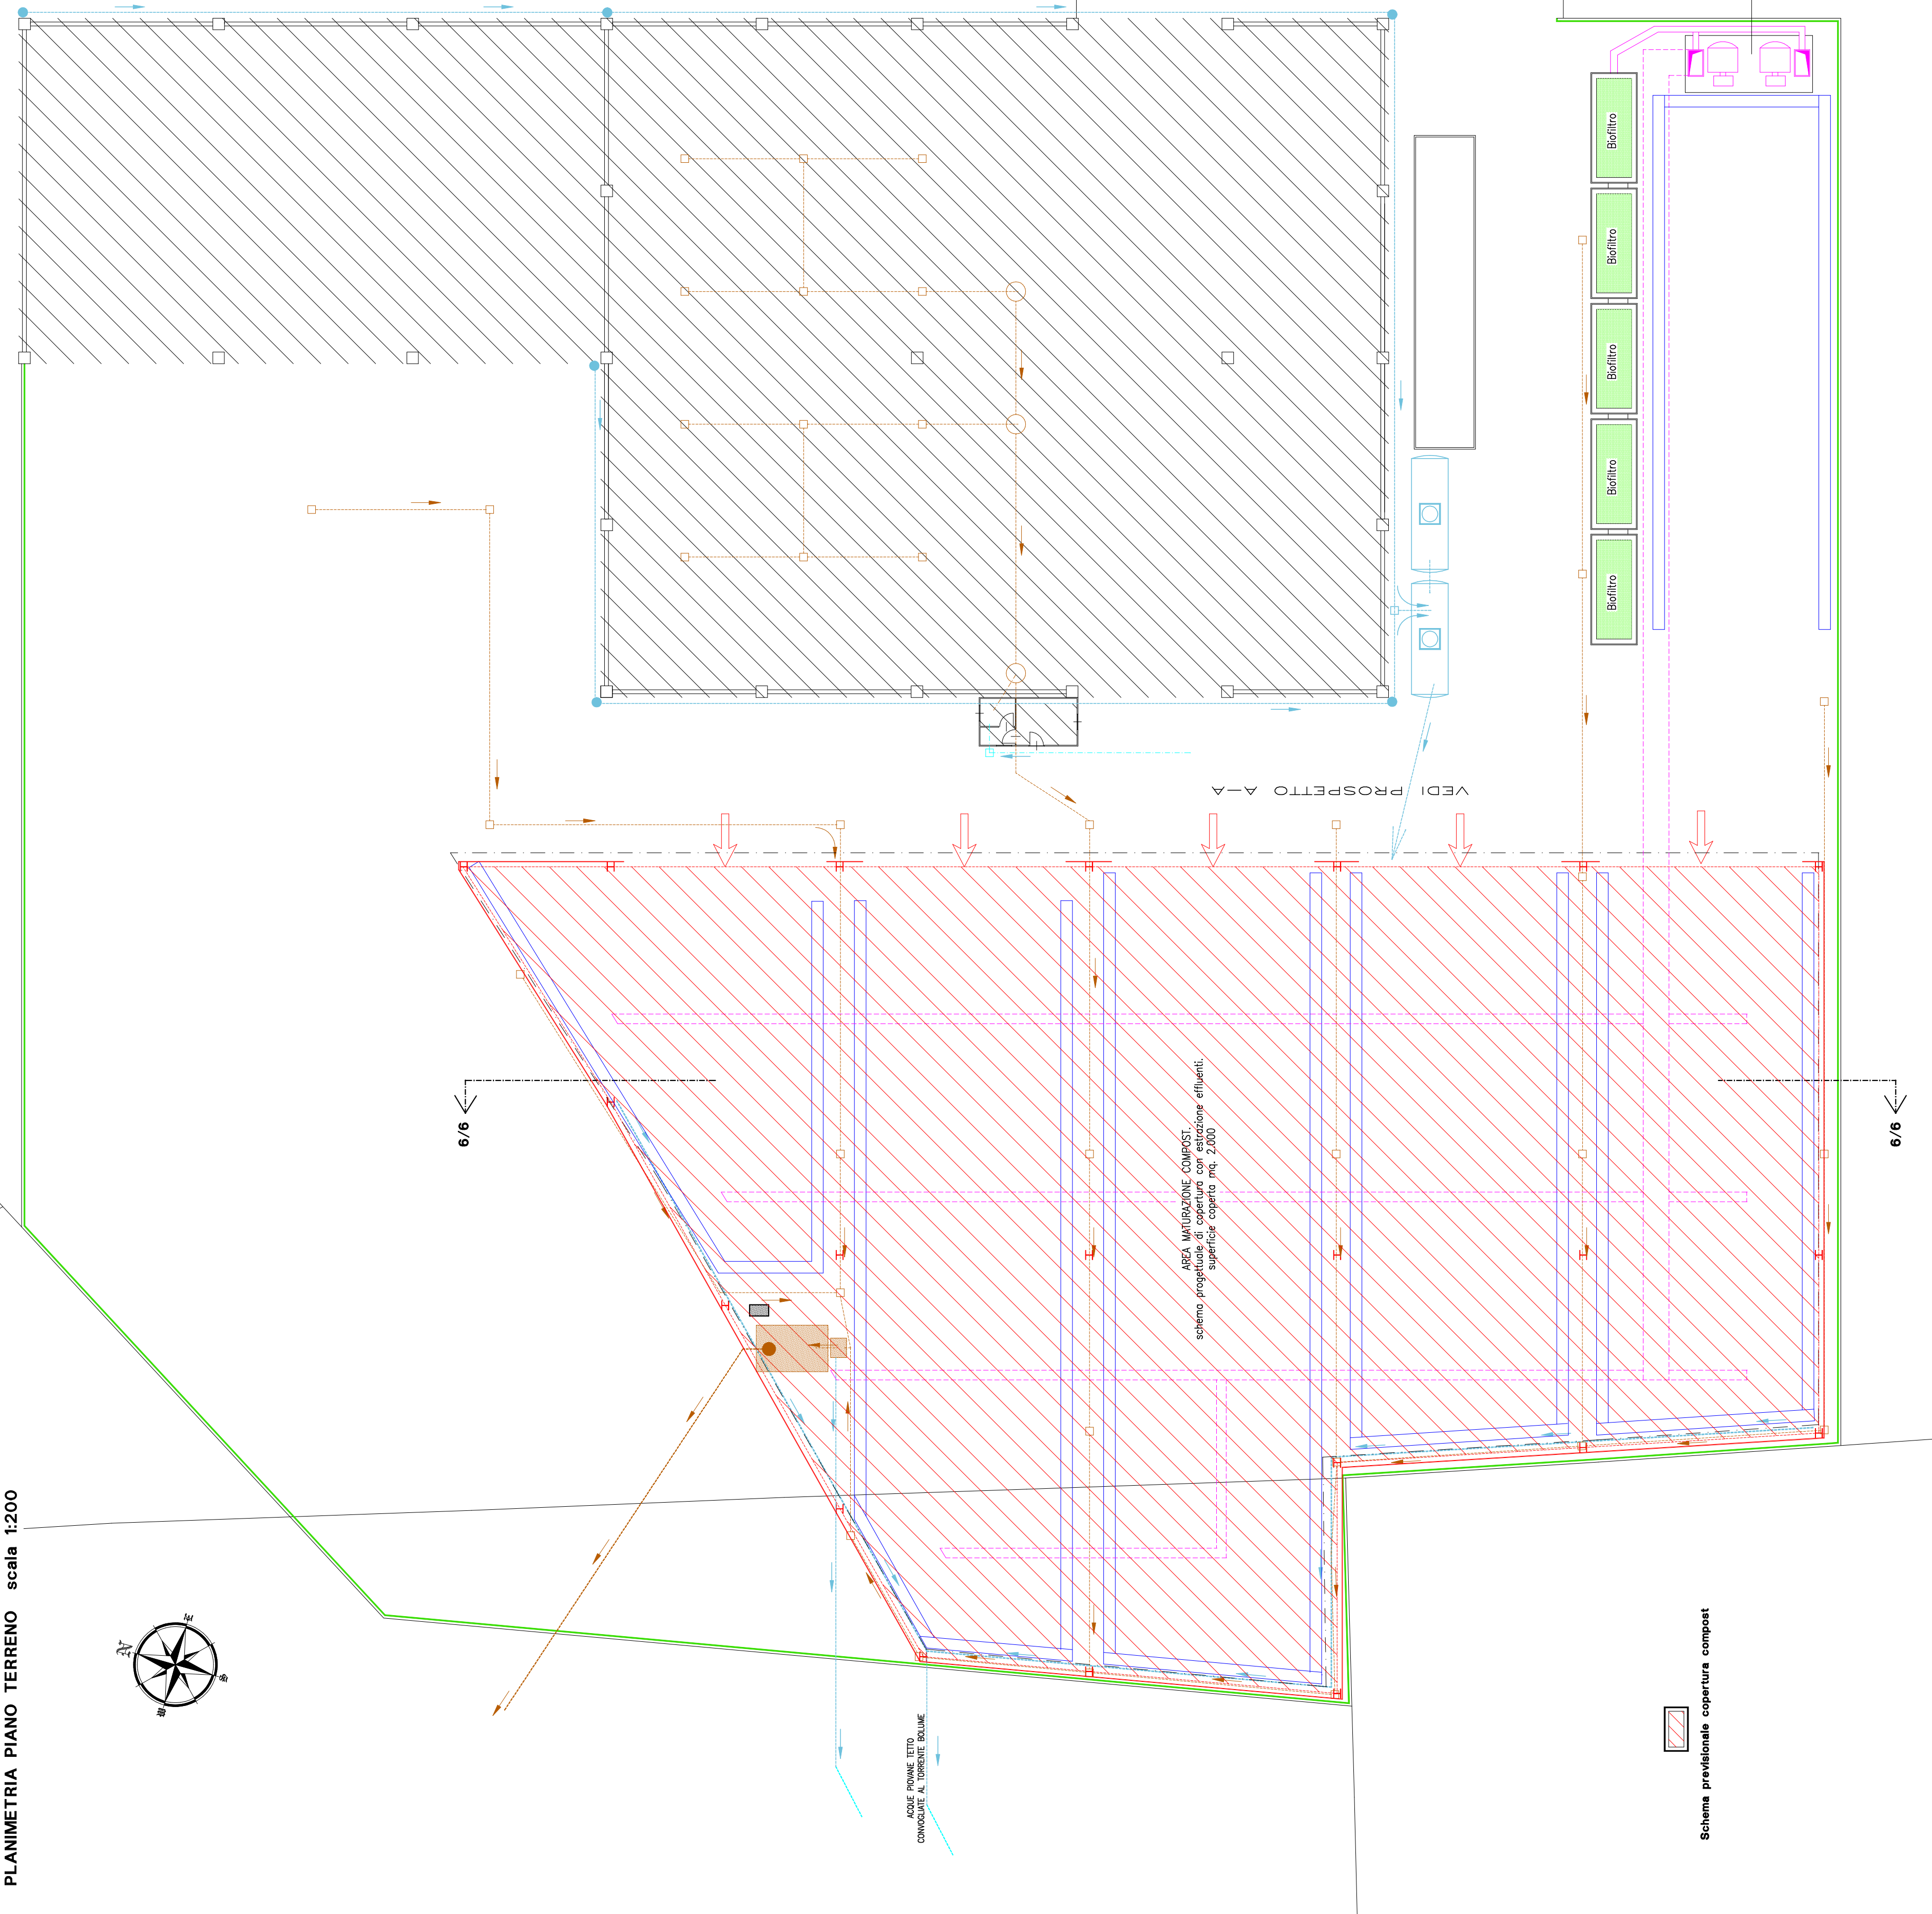 PLANIMETRIA PIANO TERRENO scala 1:200
Biofiltro
Biofiltro
Biofiltro
Biofiltro
Biofiltro
VEDI PROSPETTO A-A
6/6
6/6
AREA MATURAZIONE COMPOST.
schema progettuale di copertura con estrazione effluenti.
superficie coperta mq. 2.000
ACQUE PIOVANE TETTO
CONVOGLIATE AL TORRENTE BOLUME
Schema previsionale copertura compost